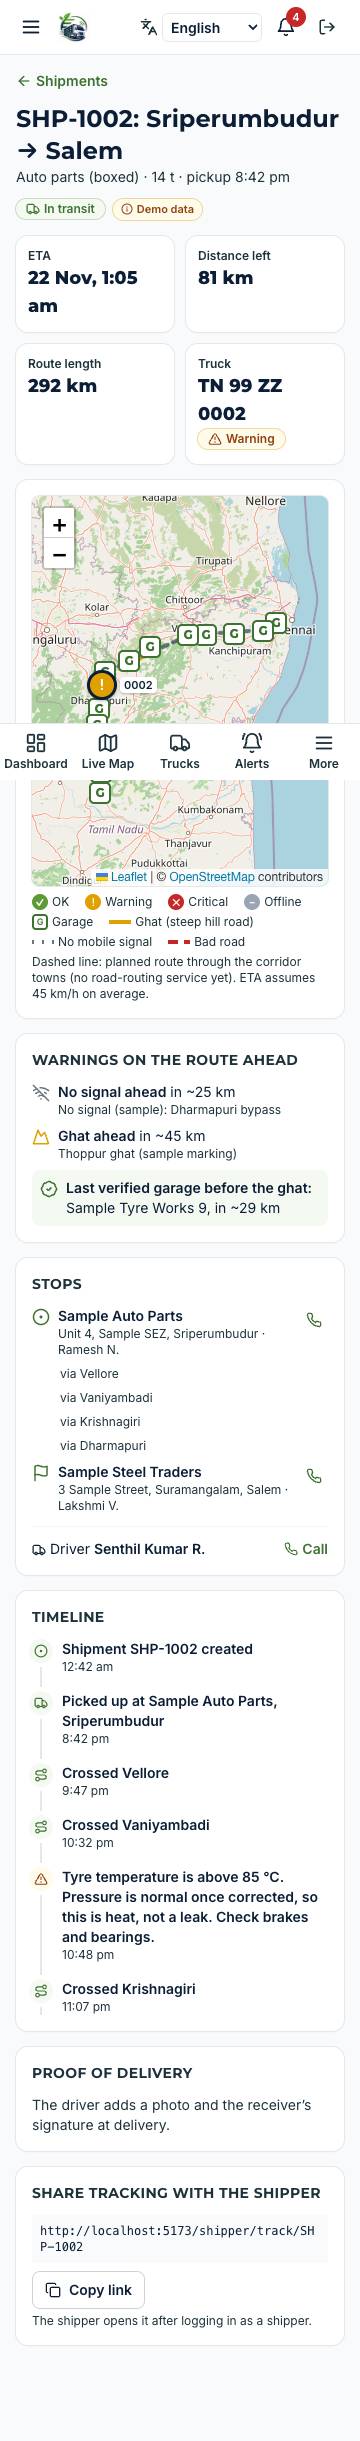 English
4
Shipments
SHP-1002: Sriperumbudur
→ Salem
Auto parts (boxed) · 14 t · pickup 8:42 pm
In transit
Demo data
ETA
22 Nov, 1:05
am
Distance left
81 km
Route length
292 km
Truck
TN 99 ZZ
0002
Warning
+
−
Kadapa
Nellore
Tirupati
Chittoor
Kolar
Kanchipuram
G
G
G
G
G
G
G
G
!
0002
G
Dashboard
Live Map
Trucks
Alerts
More
G
Kumbakonam
Tamil Nadu
Thanjavur
Pudukkottai
Leaflet | © OpenStreetMap contributors
OK
! Warning
Critical
Offline
G Garage
Ghat (steep hill road)
No mobile signal
Bad road
Dashed line: planned route through the corridor
towns (no road-routing service yet). ETA assumes
45 km/h on average.
WARNINGS ON THE ROUTE AHEAD
No signal ahead in ~25 km
No signal (sample): Dharmapuri bypass
Ghat ahead in ~45 km
Thoppur ghat (sample marking)
Last verified garage before the ghat:
Sample Tyre Works 9, in ~29 km
STOPS
Sample Auto Parts
Unit 4, Sample SEZ, Sriperumbudur ·
Ramesh N.
via Vellore
via Vaniyambadi
via Krishnagiri
via Dharmapuri
Sample Steel Traders
3 Sample Street, Suramangalam, Salem ·
Lakshmi V.
Driver Senthil Kumar R.
Call
TIMELINE
Shipment SHP-1002 created
12:42 am
Picked up at Sample Auto Parts,
Sriperumbudur
8:42 pm
Crossed Vellore
9:47 pm
Crossed Vaniyambadi
10:32 pm
Tyre temperature is above 85 °C.
Pressure is normal once corrected, so
this is heat, not a leak. Check brakes
and bearings.
10:48 pm
Crossed Krishnagiri
11:07 pm
PROOF OF DELIVERY
The driver adds a photo and the receiver’s
signature at delivery.
SHARE TRACKING WITH THE SHIPPER
http://localhost:5173/shipper/track/SH
P-1002
Copy link
The shipper opens it after logging in as a shipper.